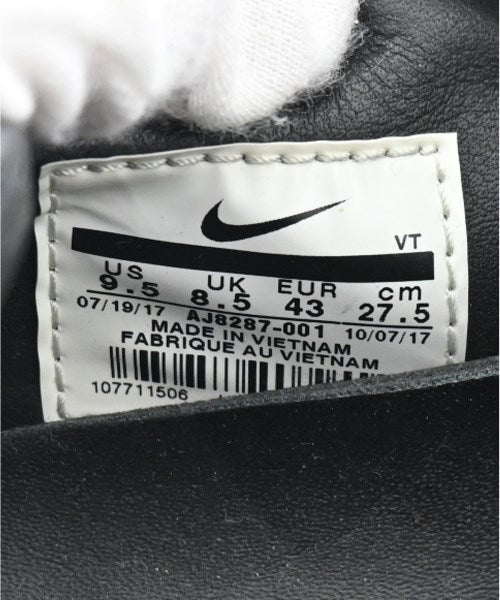 VT
US UK EUR cm
9.5 8.5 43 27.5
07/19/17 AJ8287-001 10/07/17
MADE IN VIETNAM
FABRIQUE AU VIETNAM
107711506